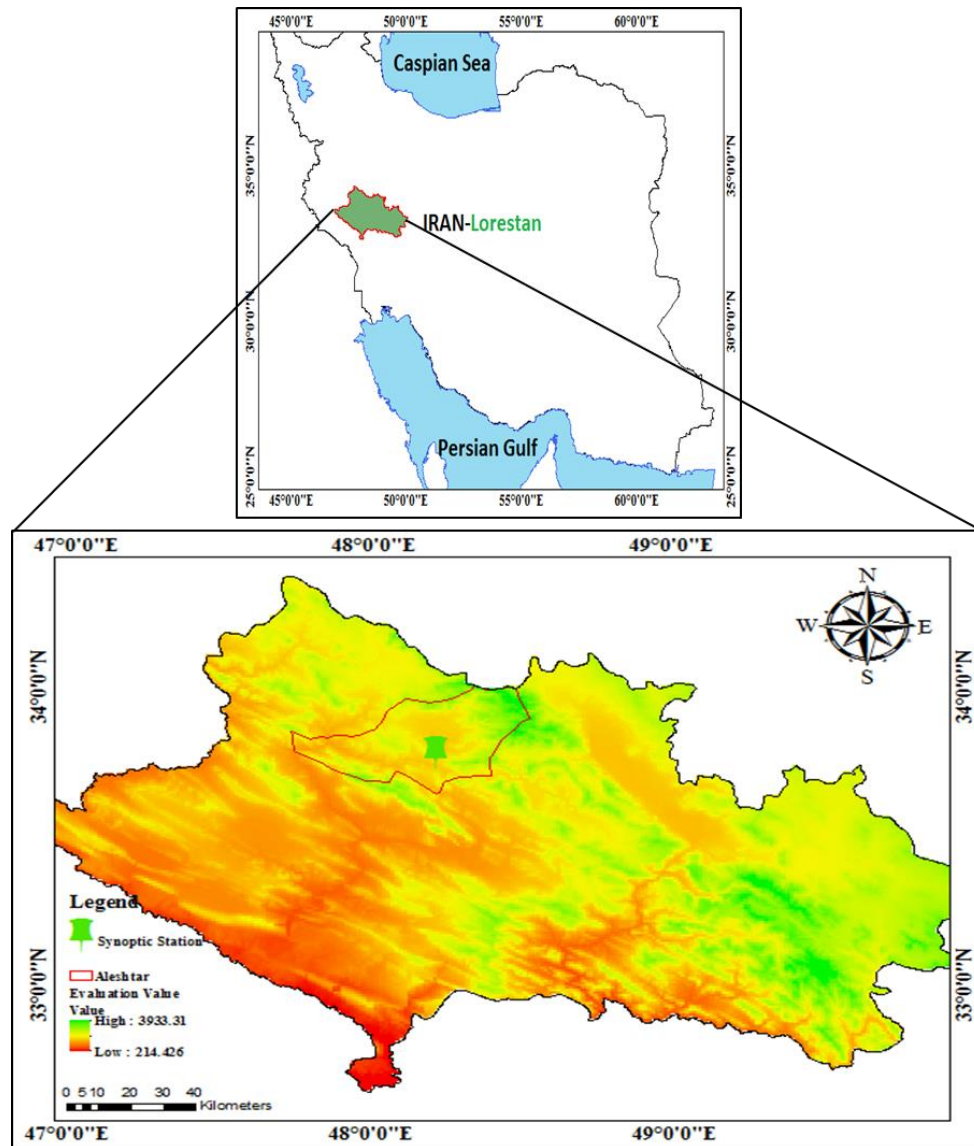 45°0'0"E 50°0'0"E 55°0'0"E 60°0'0"E
Caspian Sea
35°0'0"N
35°0'0"N
IRAN-Lorestan
30°0'0"N
30°0'0"N
Persian Gulf
25°0'0"N
25°0'0"N
45°0'0"E 50°0'0"E 55°0'0"E 60°0'0"E
47°0'0"E 48°0'0"E 49°0'0"E
N
W E
S
34°0'0"N
34°0'0"N
Legend
Synoptic Station
Aleshtar
Evaluation Value
Value
High : 3933.31
Low : 214.426
33°0'0"N
33°0'0"N
0 5 10 20 30 40
Kilometers
47°0'0"E 48°0'0"E 49°0'0"E